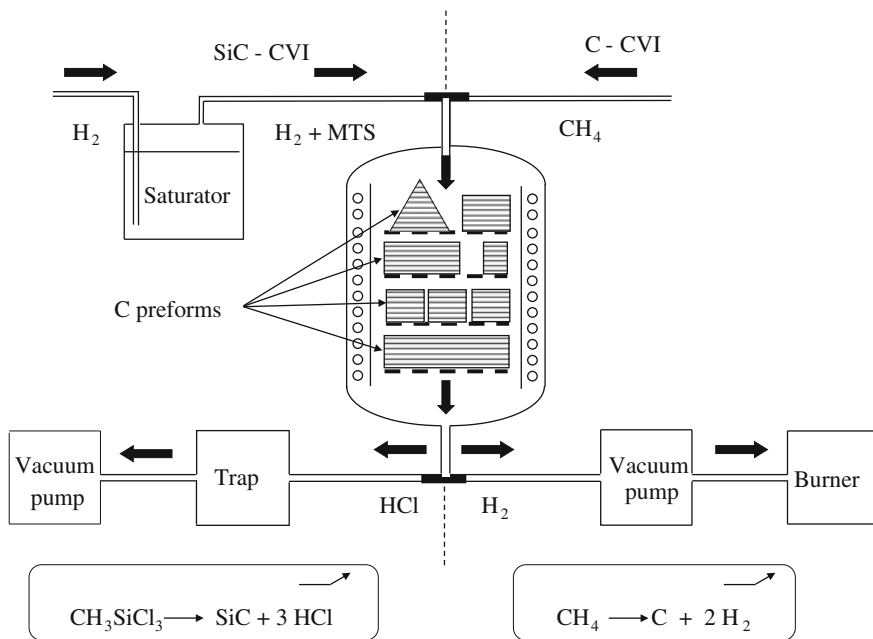 SiC - CVI
C - CVI
H2
H2 + MTS
CH4
Saturator
C preforms
Vacuum
pump
Trap
HCl
H2
Vacuum
pump
Burner
CH3SiCl3 → SiC + 3 HCl
CH4 → C + 2 H2